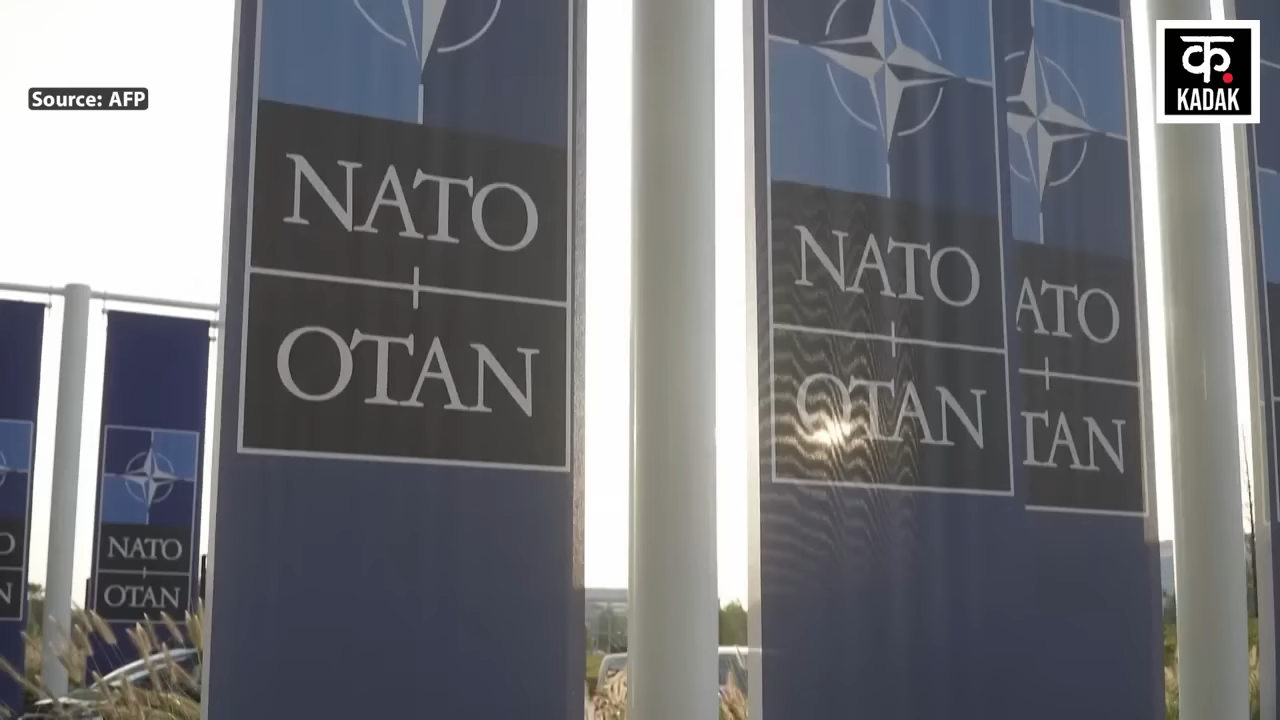 Source: AFP
क.
KADAK
NATO
OTAN
NATO
OTAN
ATO
TAN
NATO
OTAN
O
N